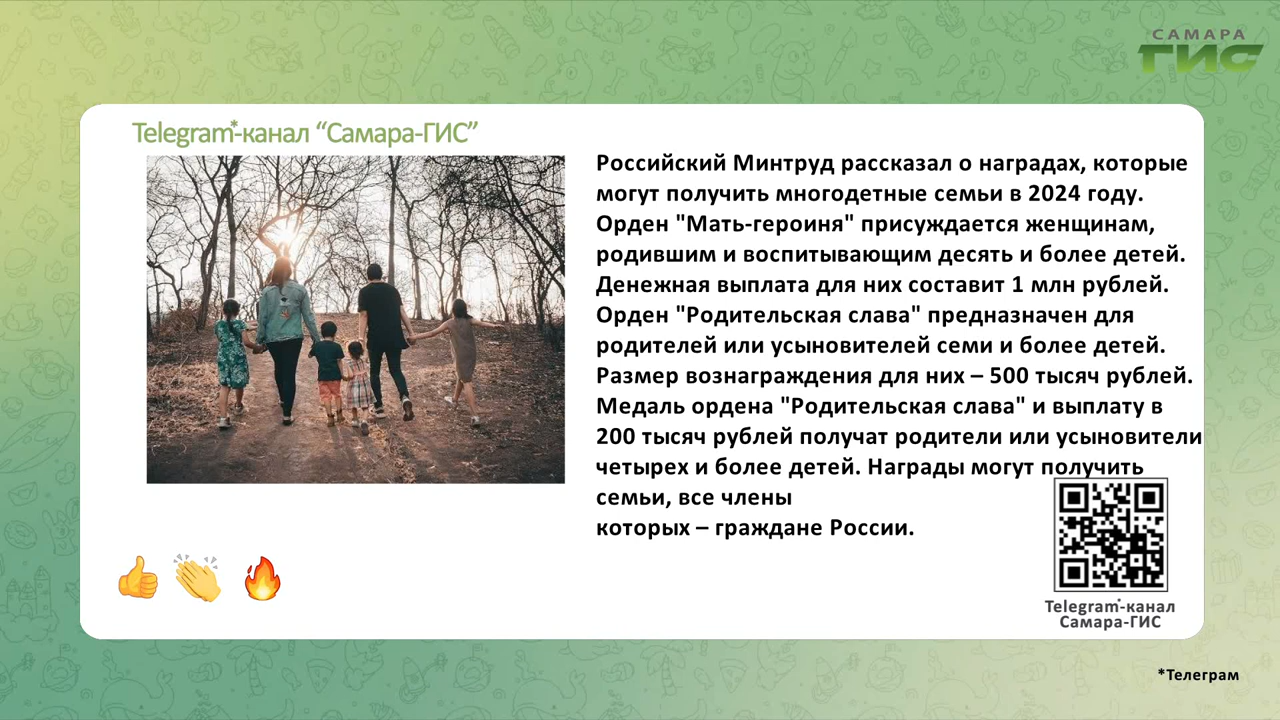 САМАРА
ГИС
Telegram*-канал “Самара-ГИС”
Российский Минтруд рассказал о наградах, которые
могут получить многодетные семьи в 2024 году.
Орден "Мать-героиня" присуждается женщинам,
родившим и воспитывающим десять и более детей.
Денежная выплата для них составит 1 млн рублей.
Орден "Родительская слава" предназначен для
родителей или усыновителей семи и более детей.
Размер вознаграждения для них – 500 тысяч рублей.
Медаль ордена "Родительская слава" и выплату в
200 тысяч рублей получат родители или усыновители
четырех и более детей. Награды могут получить
семьи, все члены
которых – граждане России.
Telegram*-канал
Самара-ГИС
*Телеграм